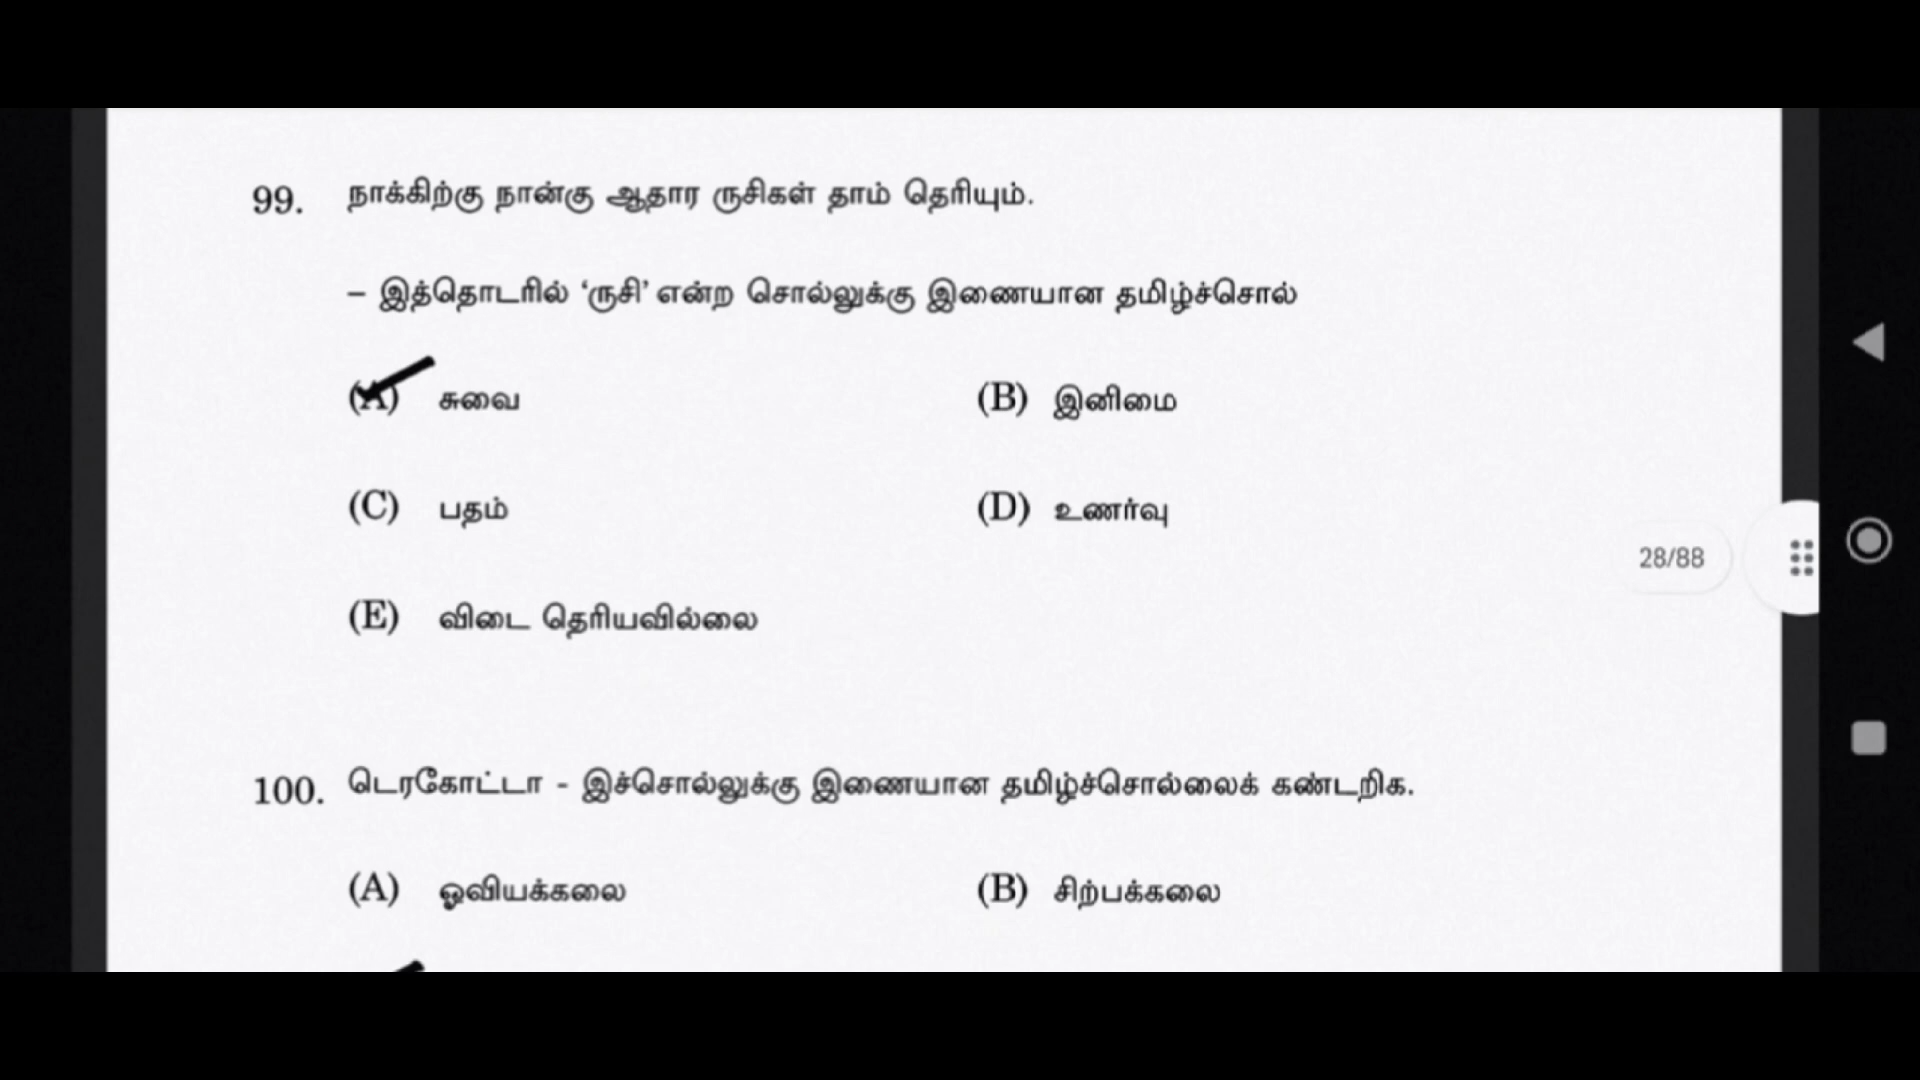 99. நாக்கிற்கு நான்கு ஆதார ருசிகள் தாம் தெரியும்.
– இத்தொடரில் ‘ருசி’ என்ற சொல்லுக்கு இணையான தமிழ்ச்சொல்
(A) சுவை (B) இனிமை
(C) பதம் (D) உணர்வு
28/88
(E) விடை தெரியவில்லை
100. டெரகோட்டா - இச்சொல்லுக்கு இணையான தமிழ்ச்சொல்லைக் கண்டறிக.
(A) ஓவியக்கலை (B) சிற்பக்கலை